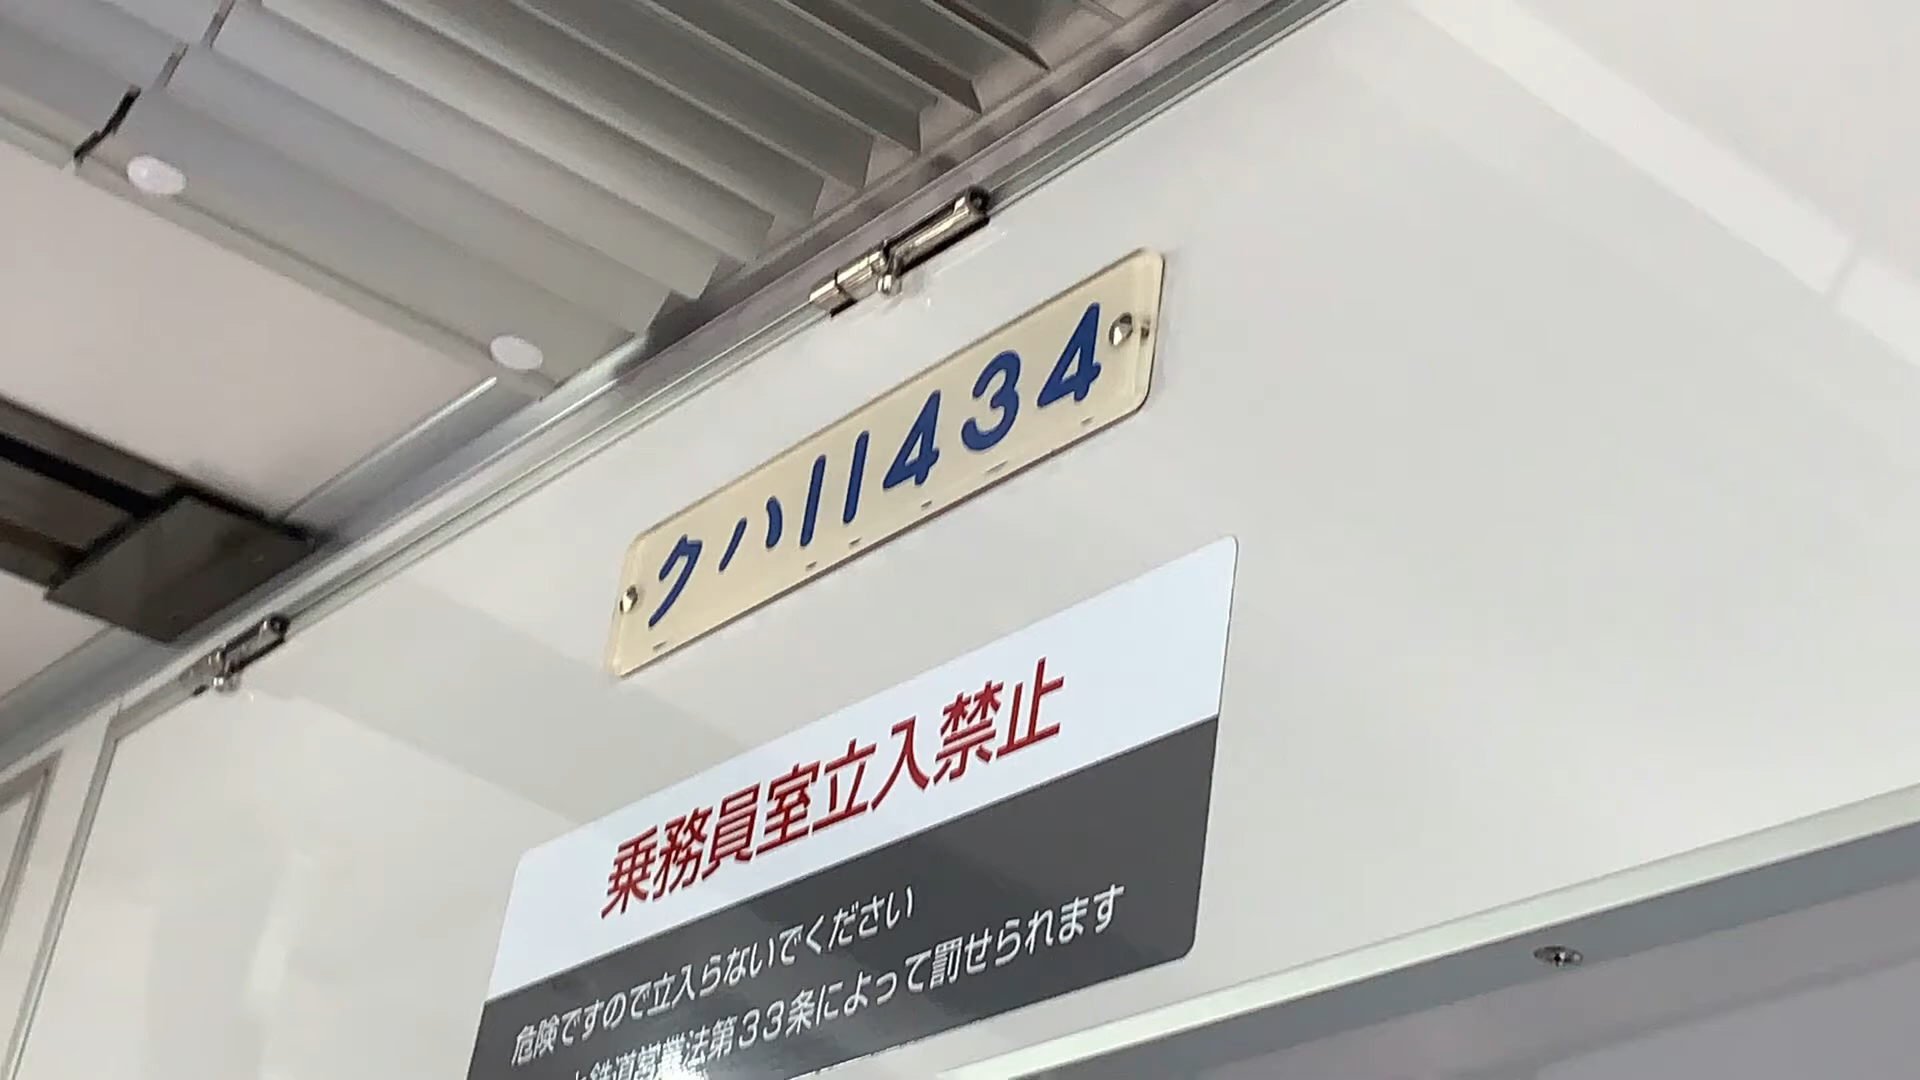 クハ11434
乗務員室立入禁止
危険ですので立入らないでください
鉄道営業法第33条によって罰せられます